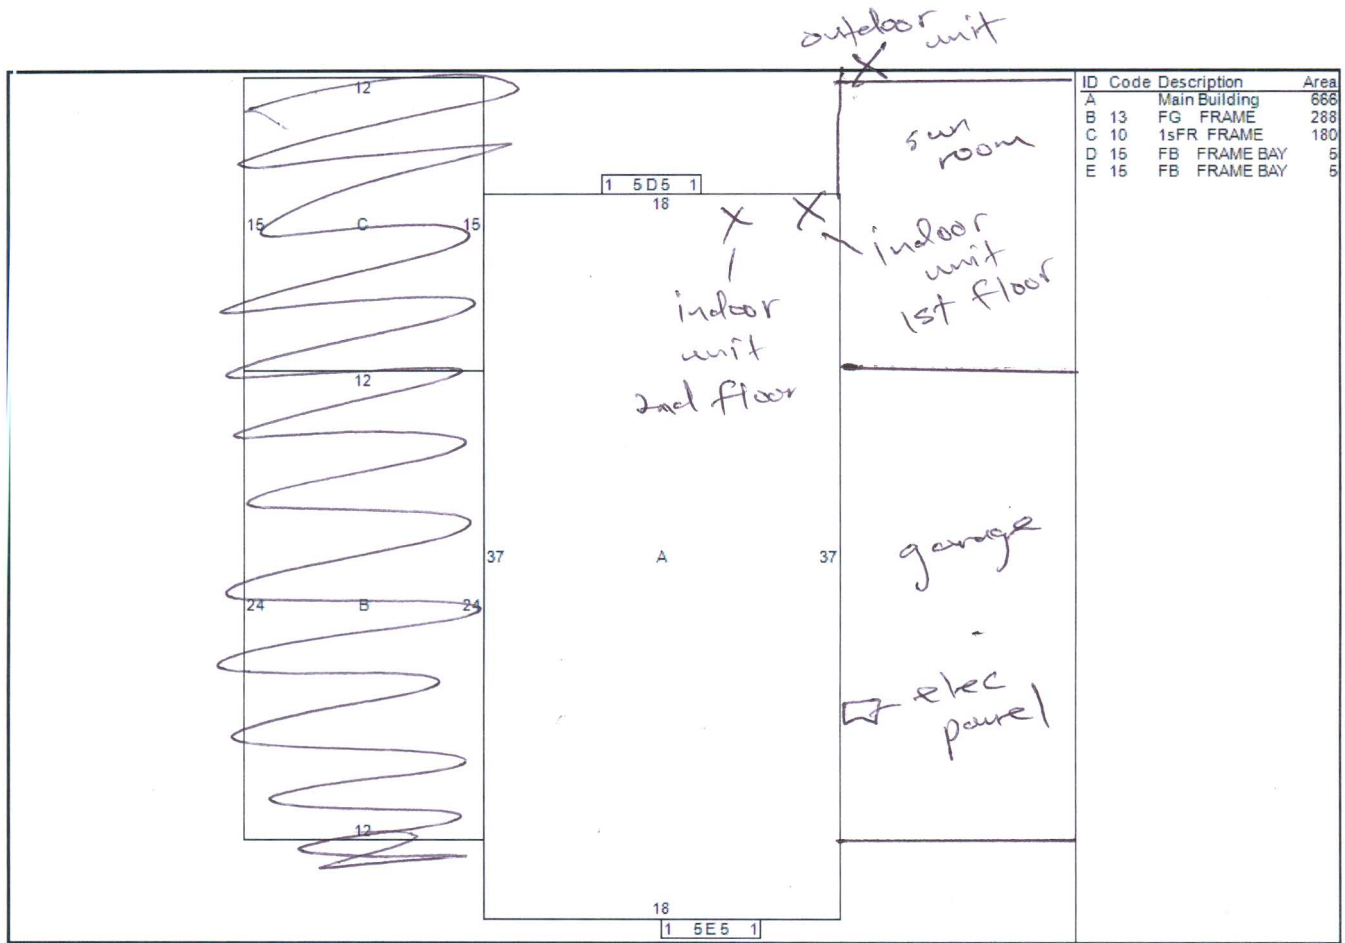 outdoor
unit
ID Code Description Area
A Main Building 666
B 13 FG FRAME 288
C 10 1sFR FRAME 180
D 15 FB FRAME BAY 5
E 15 FB FRAME BAY 5
12
sun
room
1 5D5 1
18
15 C 15
indoor
unit
1st floor
indoor
unit
2nd floor
12
37 A 37
garage
24 B 24
elec
panel
12
18
1 5E5 1